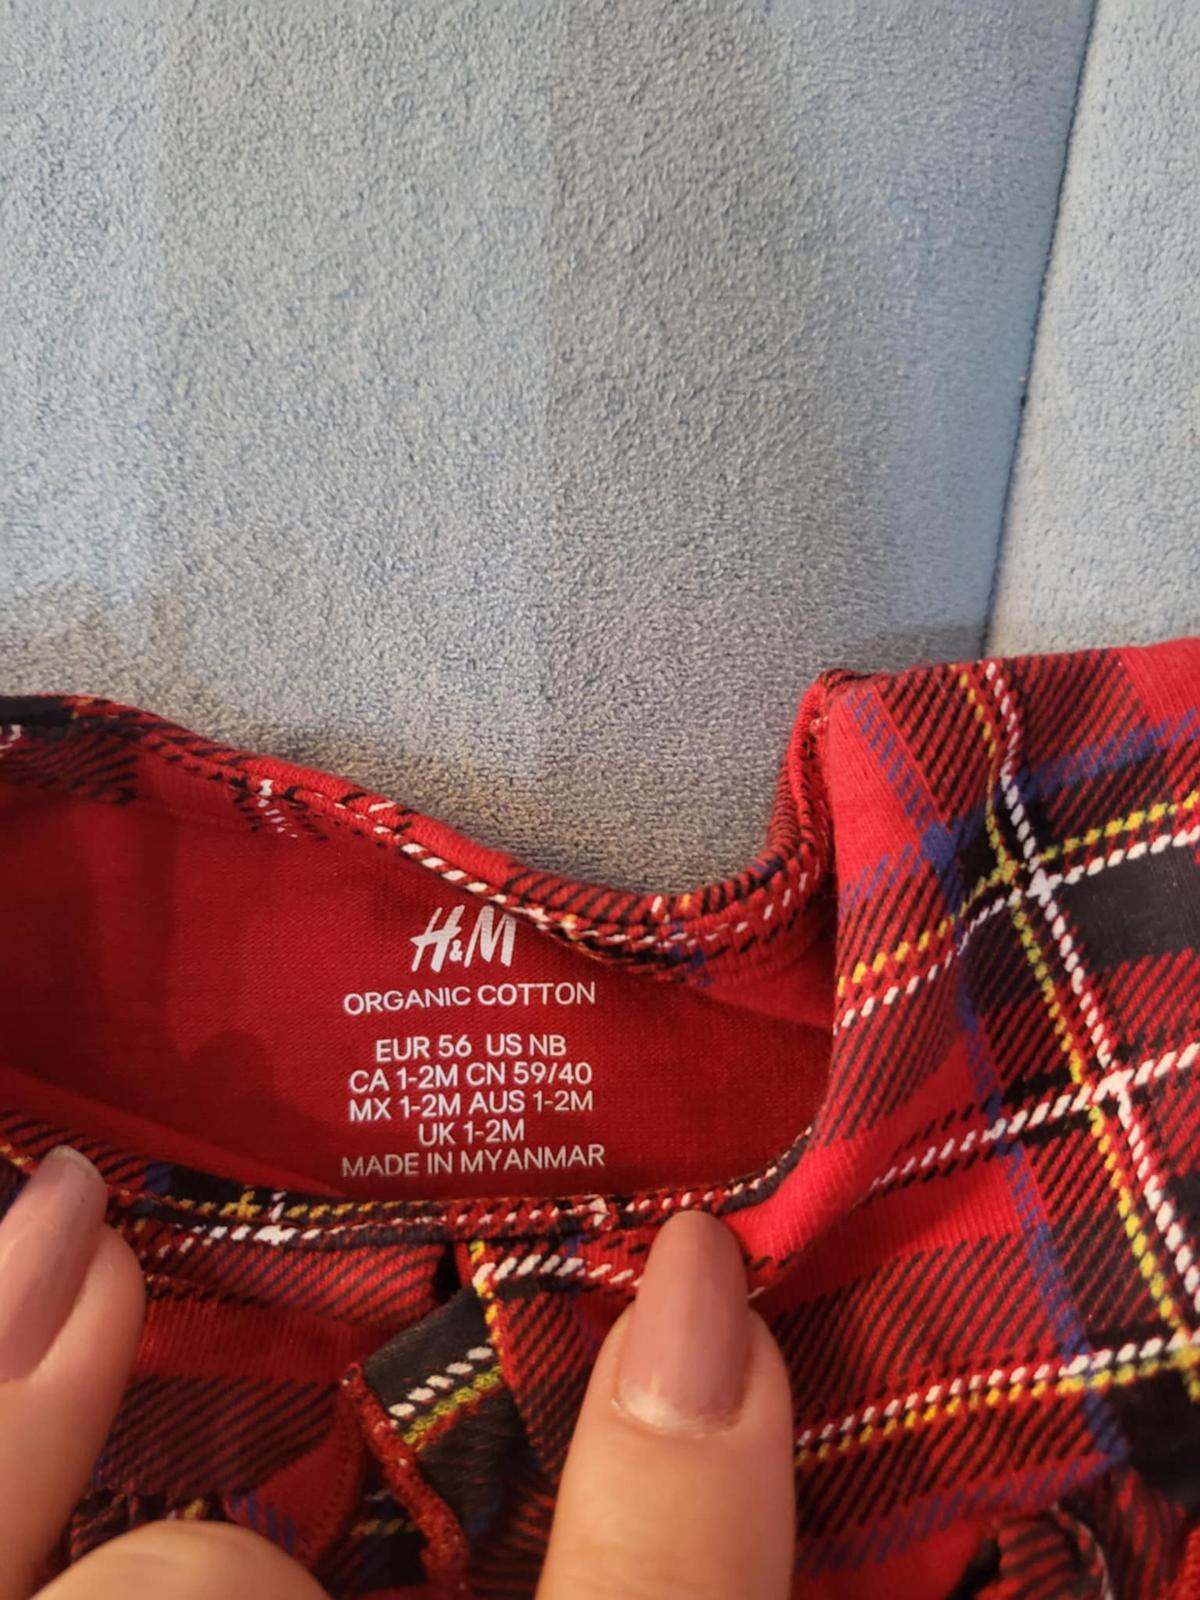 H&M
ORGANIC COTTON
EUR 56 US NB
CA 1-2M CN 59/40
MX 1-2M AUS 1-2M
UK 1-2M
MADE IN MYANMAR